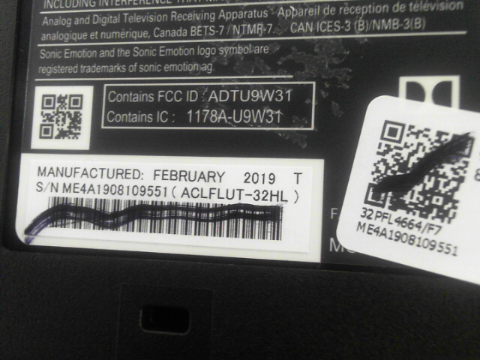 INCLUDING INTERFERENCE THAT
Analog and Digital Television Receiving Apparatus - Appareil de réception de télévision
analogique et numérique, Canada BETS-7 / NTMR-7. CAN ICES-3 (B)/NMB-3(B)
Sonic Emotion and the Sonic Emotion logo symbol are
registered trademarks of sonic emotion ag.
Contains FCC ID : ADTU9W31
Contains IC : 1178A-U9W31
MANUFACTURED: FEBRUARY 2019 T
S/N ME4A1908109551 ( ACLFLUT-32HL )
32PFL4664/F7
ME4A1908109551